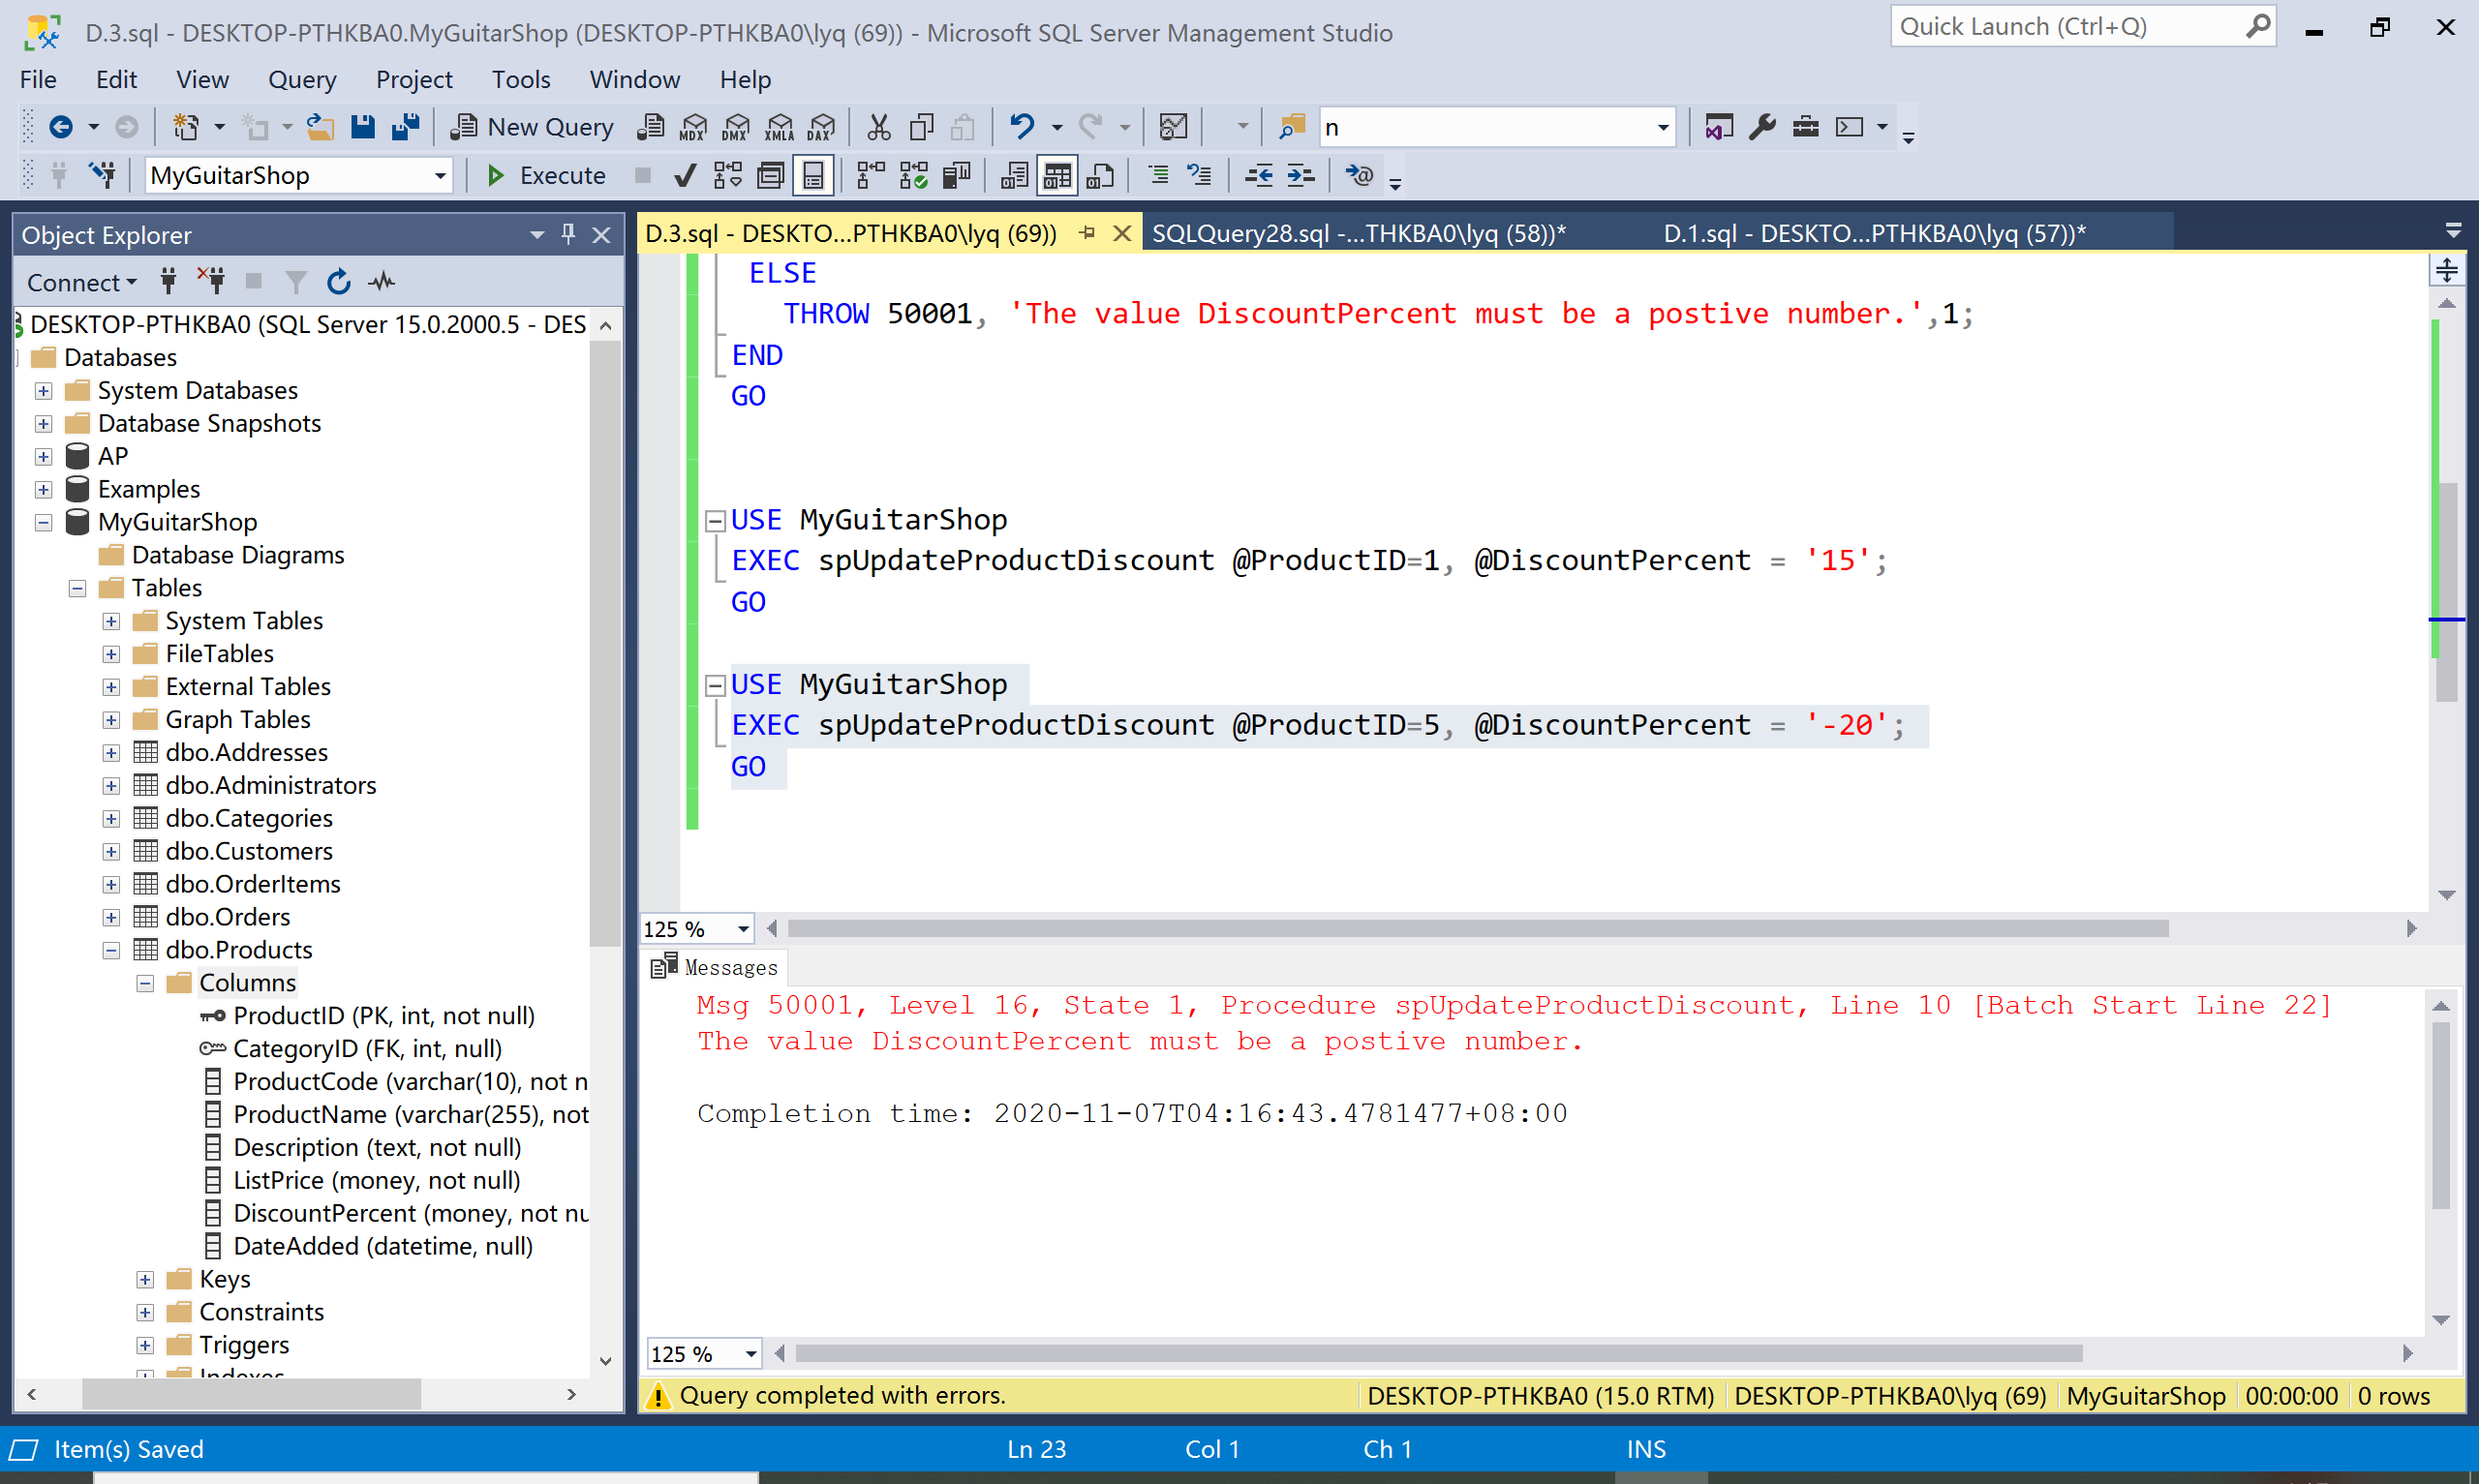 D.3.sql - DESKTOP-PTHKBA0.MyGuitarShop (DESKTOP-PTHKBA0\lyq (69)) - Microsoft SQL Server Management Studio
Quick Launch (Ctrl+Q)
File Edit View Query Project Tools Window Help
New Query MDX DMX XMLA DAX n
MyGuitarShop Execute
Object Explorer
Connect
DESKTOP-PTHKBA0 (SQL Server 15.0.2000.5 - DES
Databases
System Databases
Database Snapshots
AP
Examples
MyGuitarShop
Database Diagrams
Tables
System Tables
FileTables
External Tables
Graph Tables
dbo.Addresses
dbo.Administrators
dbo.Categories
dbo.Customers
dbo.OrderItems
dbo.Orders
dbo.Products
Columns
ProductID (PK, int, not null)
CategoryID (FK, int, null)
ProductCode (varchar(10), not n
ProductName (varchar(255), not
Description (text, not null)
ListPrice (money, not null)
DiscountPercent (money, not nu
DateAdded (datetime, null)
Keys
Constraints
Triggers
Indexes
D.3.sql - DESKTO...PTHKBA0\lyq (69)) SQLQuery28.sql -...THKBA0\lyq (58))* D.1.sql - DESKTO...PTHKBA0\lyq (57))*
ELSE
THROW 50001, 'The value DiscountPercent must be a postive number.',1;
END
GO
USE MyGuitarShop
EXEC spUpdateProductDiscount @ProductID=1, @DiscountPercent = '15';
GO
USE MyGuitarShop
EXEC spUpdateProductDiscount @ProductID=5, @DiscountPercent = '-20';
GO
125 %
Messages
Msg 50001, Level 16, State 1, Procedure spUpdateProductDiscount, Line 10 [Batch Start Line 22]
The value DiscountPercent must be a postive number.
Completion time: 2020-11-07T04:16:43.4781477+08:00
125 %
Query completed with errors. DESKTOP-PTHKBA0 (15.0 RTM) DESKTOP-PTHKBA0\lyq (69) MyGuitarShop 00:00:00 0 rows
Item(s) Saved Ln 23 Col 1 Ch 1 INS